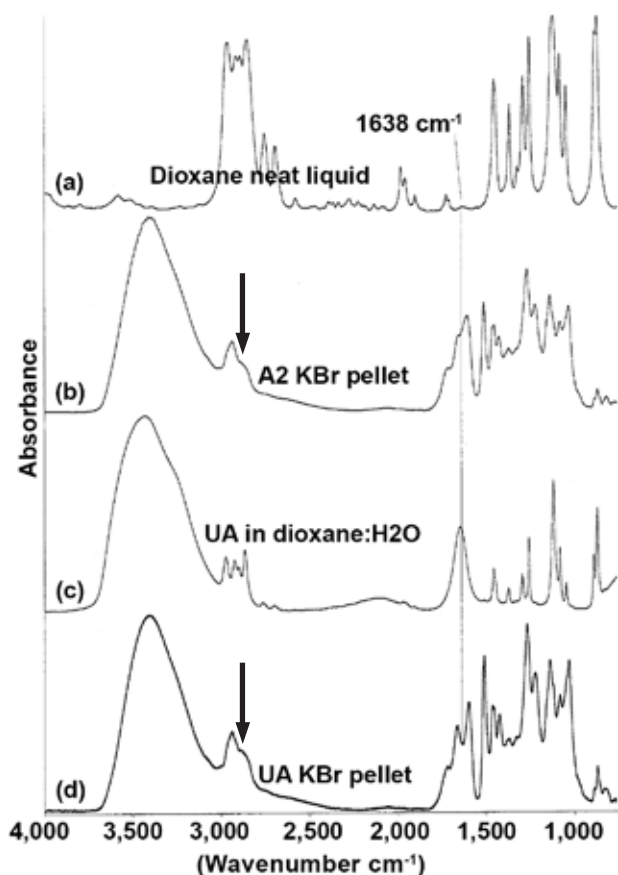 1638 cm-1
(a)
Dioxane neat liquid
(b)
A2 KBr pellet
Absorbance
(c)
UA in dioxane:H2O
(d)
UA KBr pellet
4,000 3,500 3,000 2,500 2,000 1,500 1,000
(Wavenumber cm-1)